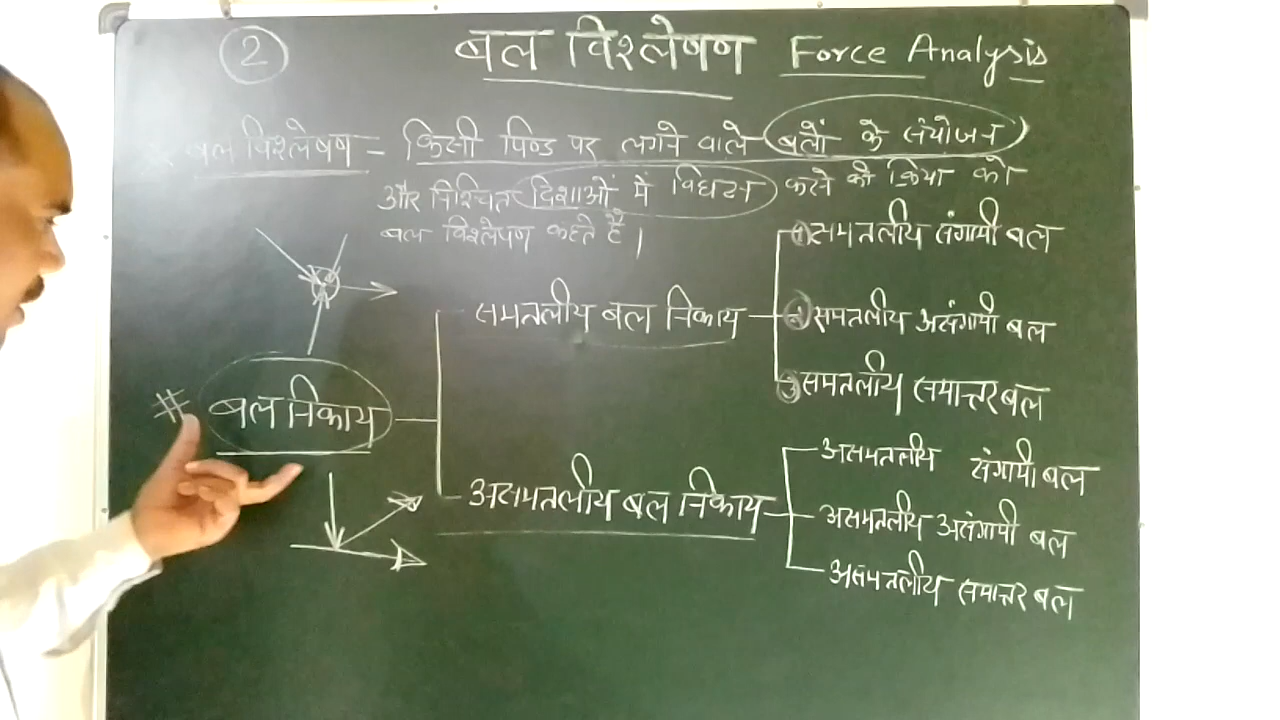 2
बल विश्लेषण Force Analysis
बल विश्लेषण - किसी पिण्ड पर लगने वाले बलों के संयोजन
और निश्चित दिशाओं में विघटन करने की क्रिया को
बल विश्लेषण कहते हैं।
# बल निकाय
समतलीय बल निकाय
1 समतलीय संगामी बल
2 समतलीय असंगामी बल
3 समतलीय समान्तर बल
असमतलीय बल निकाय
असमतलीय संगामी बल
असमतलीय असंगामी बल
असमतलीय समान्तर बल